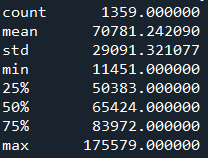 count 1359.000000
mean 70781.242090
std 29091.321077
min 11451.000000
25% 50383.000000
50% 65424.000000
75% 83972.000000
max 175579.000000